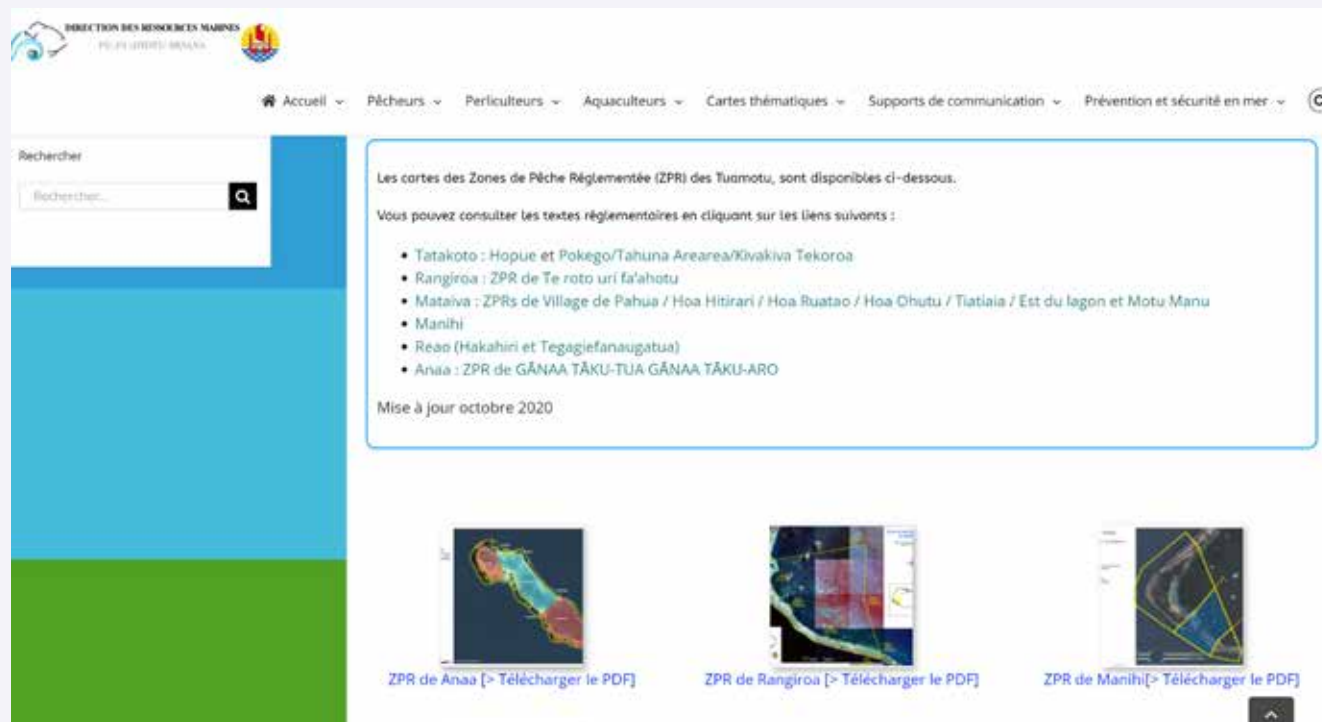 DIRECTION DES RESSOURCES MARINES
Accueil Pêcheurs Perliculteurs Aquaculteurs Cartes thématiques Supports de communication Prévention et sécurité en mer
Rechercher
Rechercher...
Les cartes des Zones de Pêche Réglementée (ZPR) des Tuamotu, sont disponibles ci-dessous.
Vous pouvez consulter les textes réglementaires en cliquant sur les liens suivants :
• Tatakoto : Hopue et Pokego/Tahuna Arearea/Kivakiva Tekoroa
• Rangiroa : ZPR de Te roto uri fa'ahotu
• Mataiva : ZPRs de Village de Pahua / Hoa Hitirari / Hoa Ruatao / Hoa Ohutu / Tiatiaia / Est du lagon et Motu Manu
• Manihi
• Reao (Hakahiri et Tegagiefanaugatua)
• Anaa : ZPR de GĀNAA TĀKU-TUA GĀNAA TĀKU-ARO
Mise à jour octobre 2020
ZPR de Anaa [> Télécharger le PDF]
ZPR de Rangiroa [> Télécharger le PDF]
ZPR de Manihi[> Télécharger le PDF]